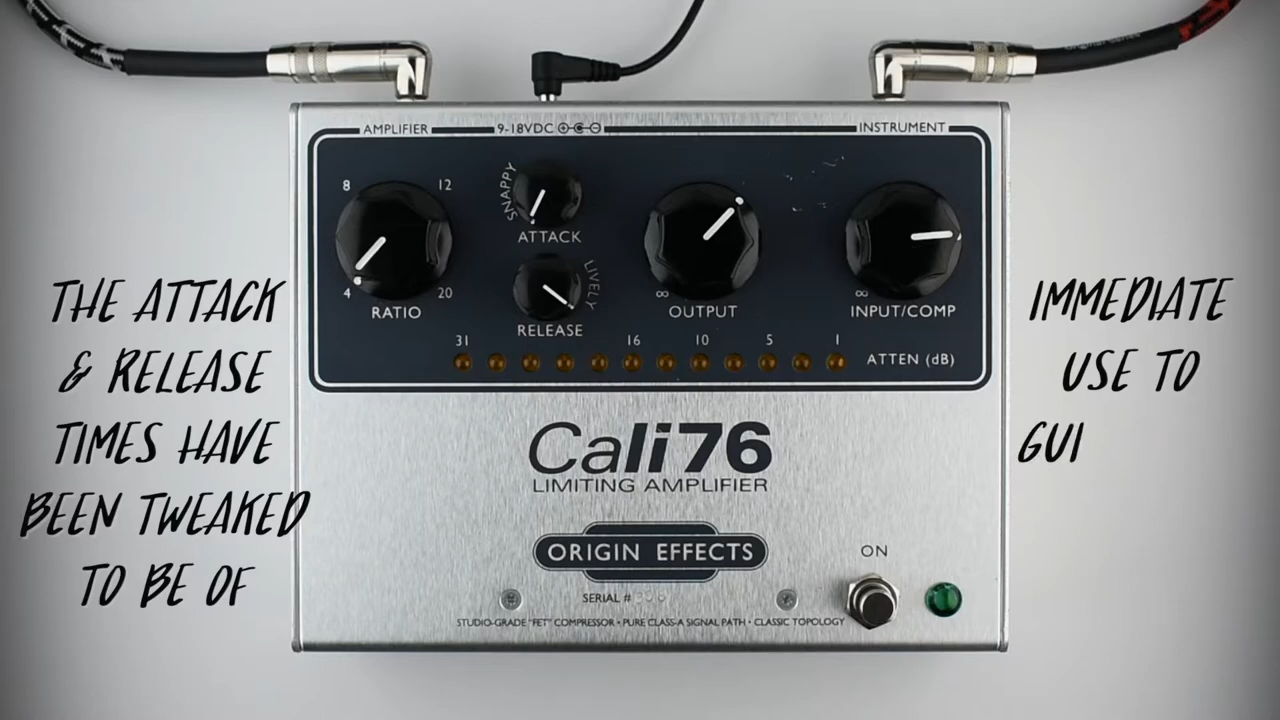 AMPLIFIER 9-18VDC INSTRUMENT
8 12
SNAPPY
ATTACK
4 20
RATIO
LIVELY
RELEASE
∞
OUTPUT
∞
INPUT/COMP
31 16 10 5 1
ATTEN (dB)
THE ATTACK
& RELEASE
TIMES HAVE
BEEN TWEAKED
TO BE OF
IMMEDIATE
USE TO
GUI
Cali76
LIMITING AMPLIFIER
ORIGIN EFFECTS
ON
SERIAL #
STUDIO-GRADE "FET" COMPRESSOR • PURE CLASS-A SIGNAL PATH • CLASSIC TOPOLOGY